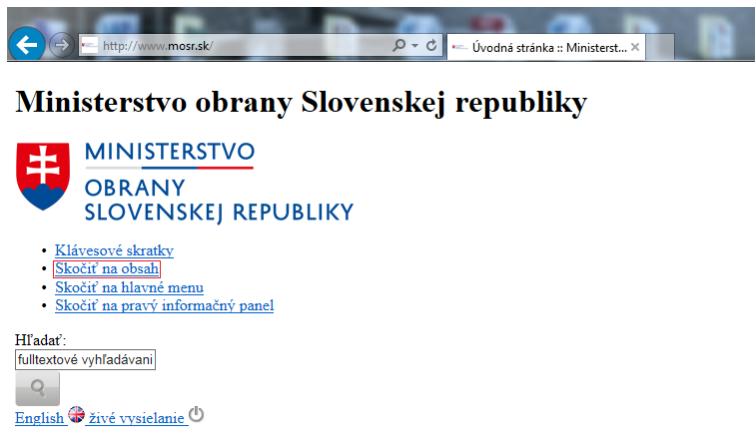 http://www.mosr.sk/
Úvodná stránka :: Ministerst...
Ministerstvo obrany Slovenskej republiky
MINISTERSTVO
OBRANY
SLOVENSKEJ REPUBLIKY
• Klávesové skratky
• Skočiť na obsah
• Skočiť na hlavné menu
• Skočiť na pravý informačný panel
Hľadať:
fulltextové vyhľadávani
English živé vysielanie